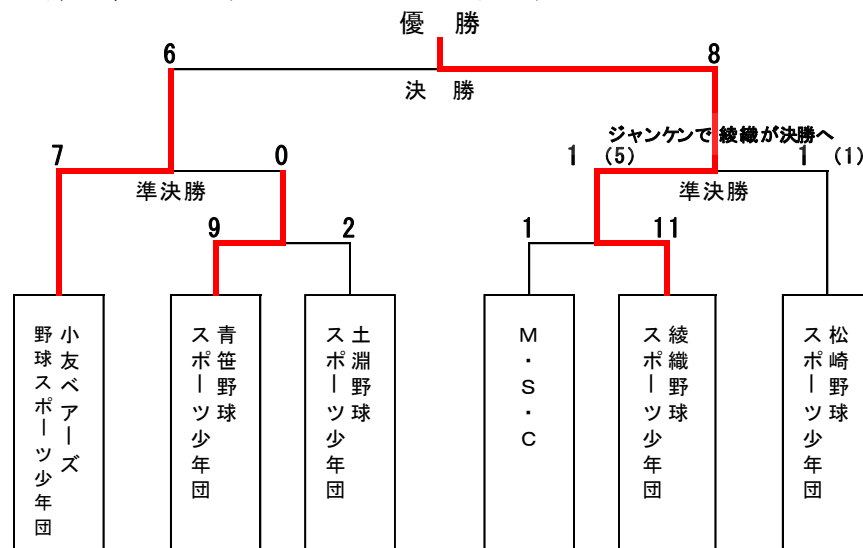 優 勝
6 8
決 勝
ジャンケンで 綾織が決勝へ
7 0 1 (5) 1 (1)
準決勝 準決勝
9 2 1 11
小友ベアーズ
野球スポーツ少年団
青笹野球
スポーツ少年団
土淵野球
スポーツ少年団
M・S・C
綾織野球
スポーツ少年団
松崎野球
スポーツ少年団